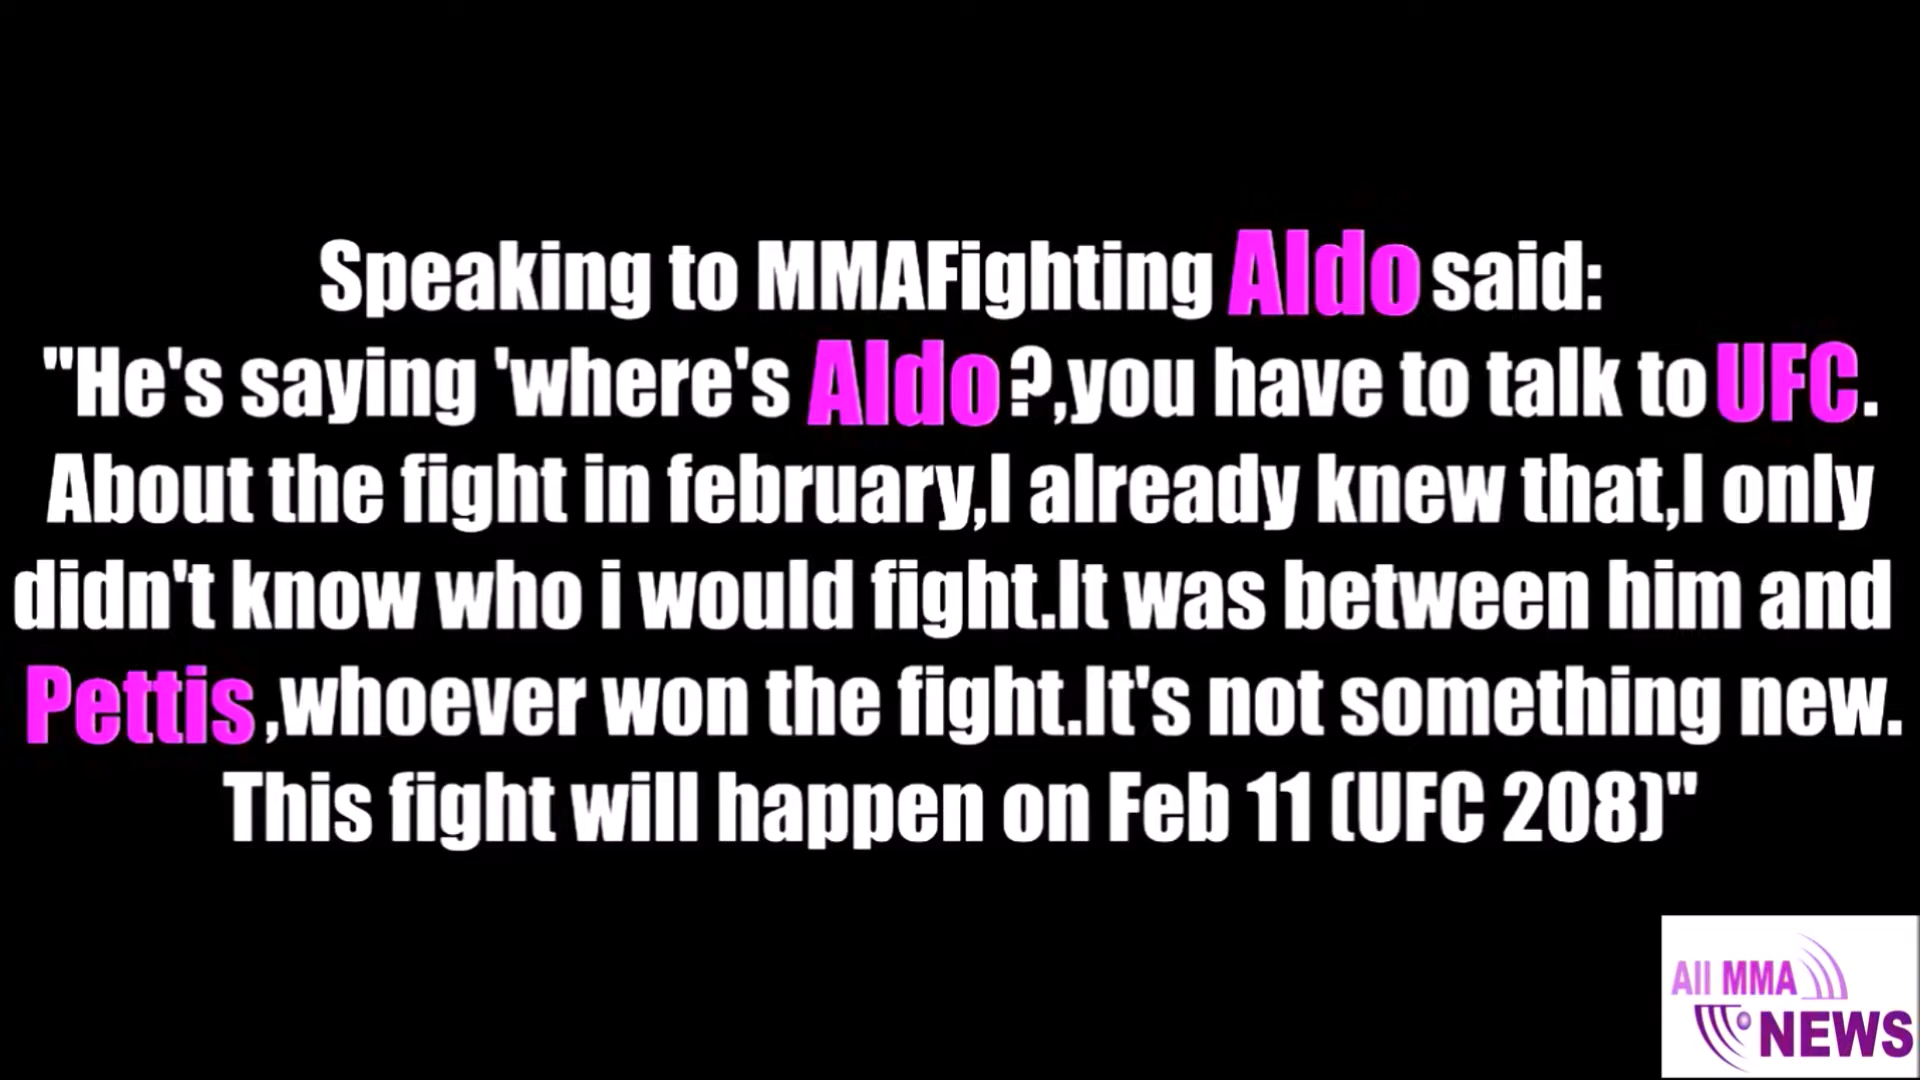 Speaking to MMAFighting Aldo said:
"He's saying 'where's Aldo?,you have to talk to UFC.
About the fight in february,I already knew that,I only
didn't know who i would fight.It was between him and
Pettis,whoever won the fight.It's not something new.
This fight will happen on Feb 11 (UFC 208)"
All MMA
NEWS